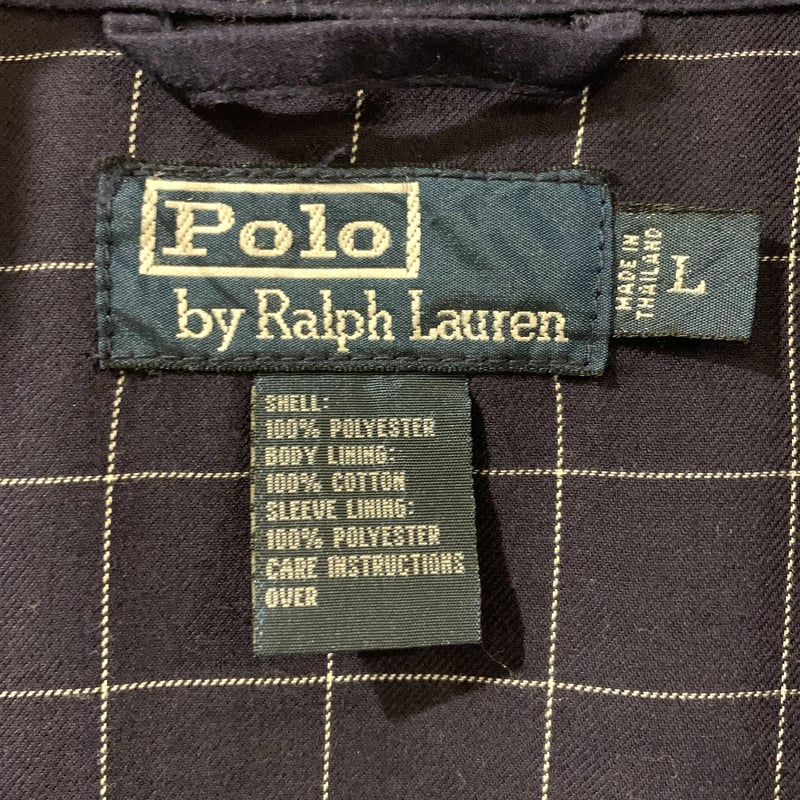 Polo
by Ralph Lauren
MADE IN
THAILAND
L
SHELL:
100% POLYESTER
BODY LINING:
100% COTTON
SLEEVE LINING:
100% POLYESTER
CARE INSTRUCTIONS
OVER